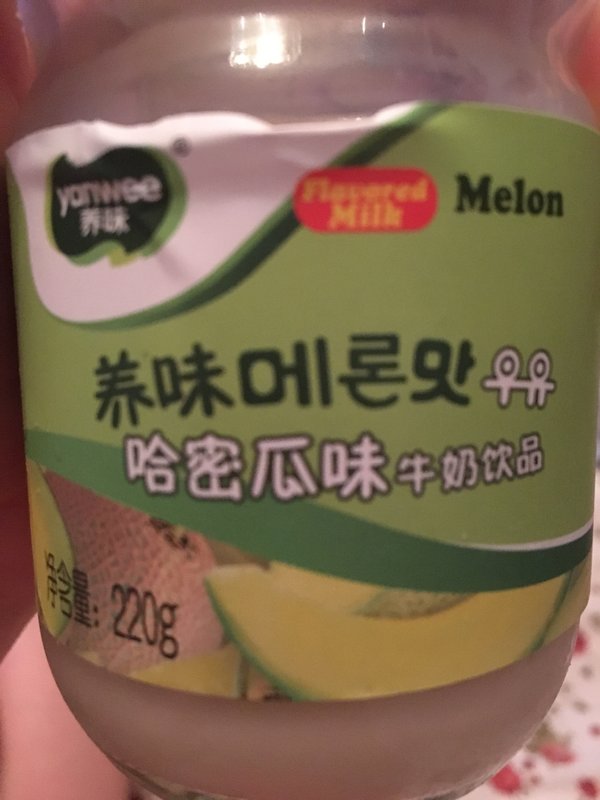 yanwee
养味
®
Flavored
Milk
Melon
养味메론맛우유
哈密瓜味牛奶饮品
净含量: 220g